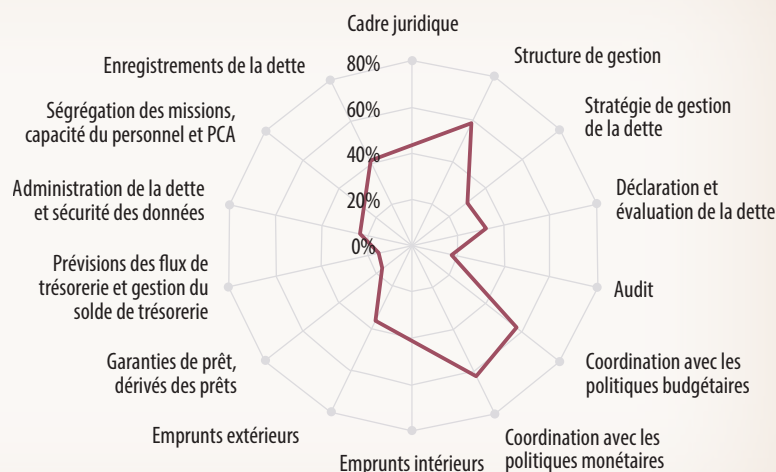 Cadre juridique
Structure de gestion
Stratégie de gestion
de la dette
Déclaration et
évaluation de la dette
Audit
Coordination avec les
politiques budgétaires
Coordination avec les
politiques monétaires
Emprunts intérieurs
Emprunts extérieurs
Garanties de prêt,
dérivés des prêts
Prévisions des flux de
trésorerie et gestion du
solde de trésorerie
Administration de la dette
et sécurité des données
Ségrégation des missions,
capacité du personnel et PCA
Enregistrements de la dette
80%
60%
40%
20%
0%